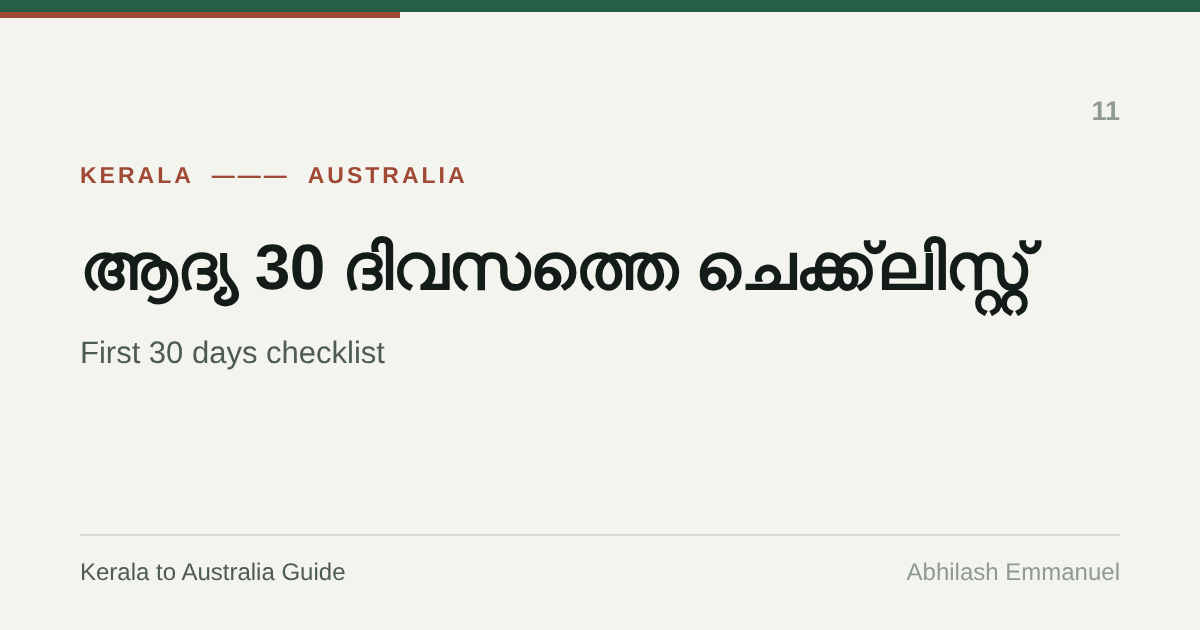 11
KERALA ——— AUSTRALIA
ആദ്യ 30 ദിവസത്തെ ചെക്ക്‌ലിസ്റ്റ്
First 30 days checklist
Kerala to Australia Guide
Abhilash Emmanuel